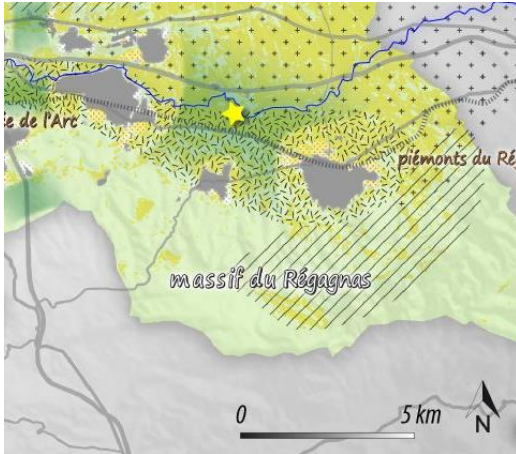 e de l'Arc
piémonts du Ré
massif du Régagnas
0 5 km
N